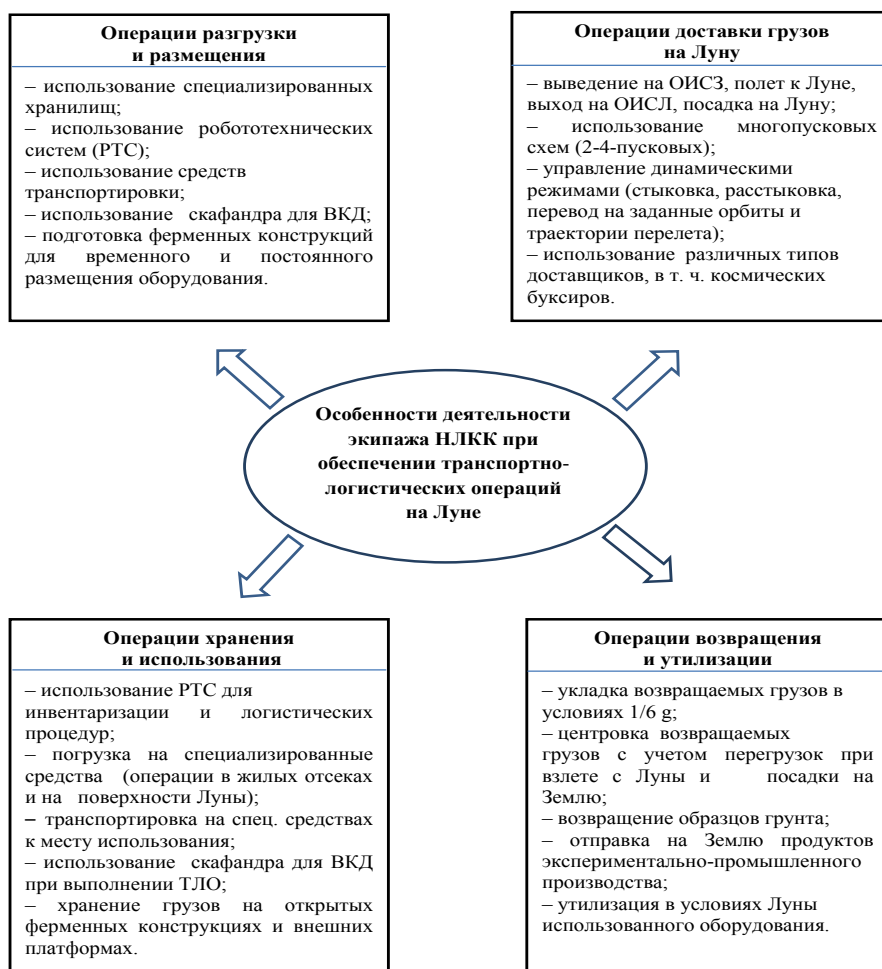 Операции разгрузки
и размещения
– использование специализированных
хранилищ;
– использование робототехнических
систем (РТС);
– использование средств
транспортировки;
– использование скафандра для ВКД;
– подготовка ферменных конструкций
для временного и постоянного
размещения оборудования.
Операции доставки грузов
на Луну
– выведение на ОИСЗ, полет к Луне,
выход на ОИСЛ, посадка на Луну;
– использование многопусковых
схем (2-4-пусковых);
– управление динамическими
режимами (стыковка, расстыковка,
перевод на заданные орбиты и
траектории перелета);
– использование различных типов
доставщиков, в т. ч. космических
буксиров.
Особенности деятельности
экипажа НЛКК при
обеспечении транспортно-
логистических операций
на Луне
Операции хранения
и использования
– использование РТС для
инвентаризации и логистических
процедур;
– погрузка на специализированные
средства (операции в жилых отсеках
и на поверхности Луны);
– транспортировка на спец. средствах
к месту использования;
– использование скафандра для ВКД
при выполнении ТЛО;
– хранение грузов на открытых
ферменных конструкциях и внешних
платформах.
Операции возвращения
и утилизации
– укладка возвращаемых грузов в
условиях 1/6 g;
– центровка возвращаемых
грузов с учетом перегрузок при
взлете с Луны и посадки на
Землю;
– возвращение образцов грунта;
– отправка на Землю продуктов
экспериментально-промышленного
производства;
– утилизация в условиях Луны
использованного оборудования.